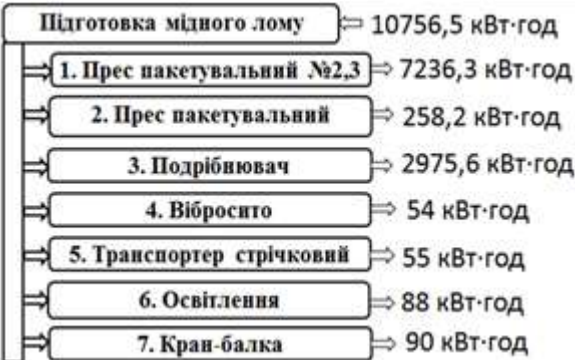 Підготовка мідного лому 10756,5 кВт·год
1. Прес пакетувальний №2,3 7236,3 кВт·год
2. Прес пакетувальний 258,2 кВт·год
3. Подрібнювач 2975,6 кВт·год
4. Вібросито 54 кВт·год
5. Транспортер стрічковий 55 кВт·год
6. Освітлення 88 кВт·год
7. Кран-балка 90 кВт·год